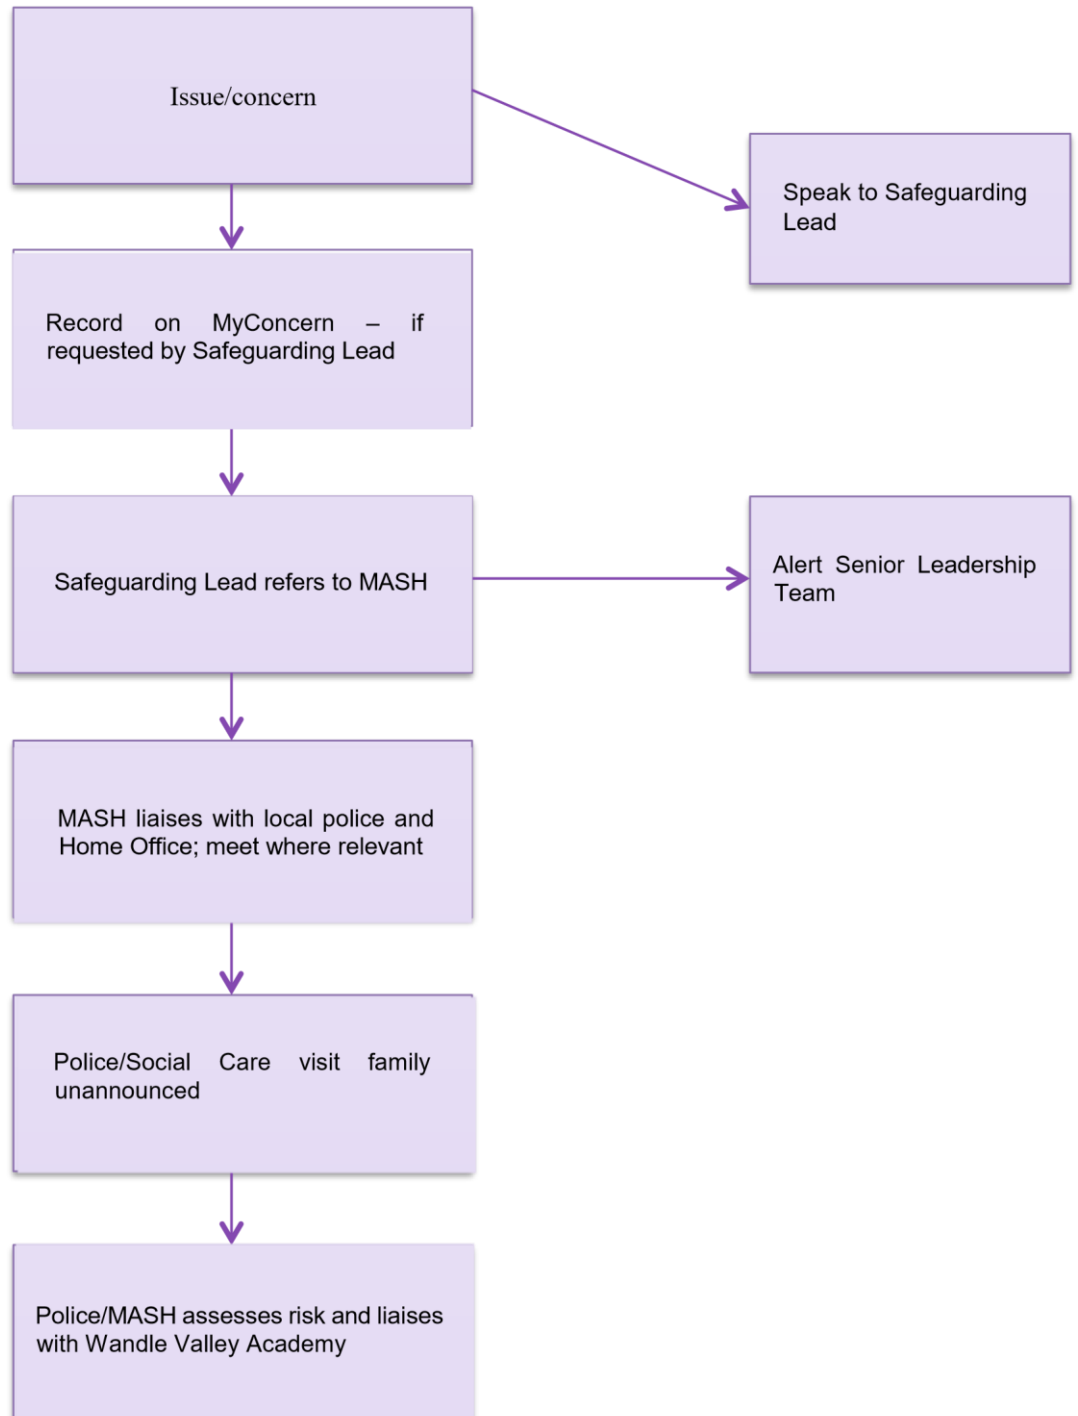 Issue/concern
Speak to Safeguarding
Lead
Record on MyConcern – if
requested by Safeguarding Lead
Safeguarding Lead refers to MASH
Alert Senior Leadership
Team
MASH liaises with local police and
Home Office; meet where relevant
Police/Social Care visit family
unannounced
Police/MASH assesses risk and liaises
with Wandle Valley Academy